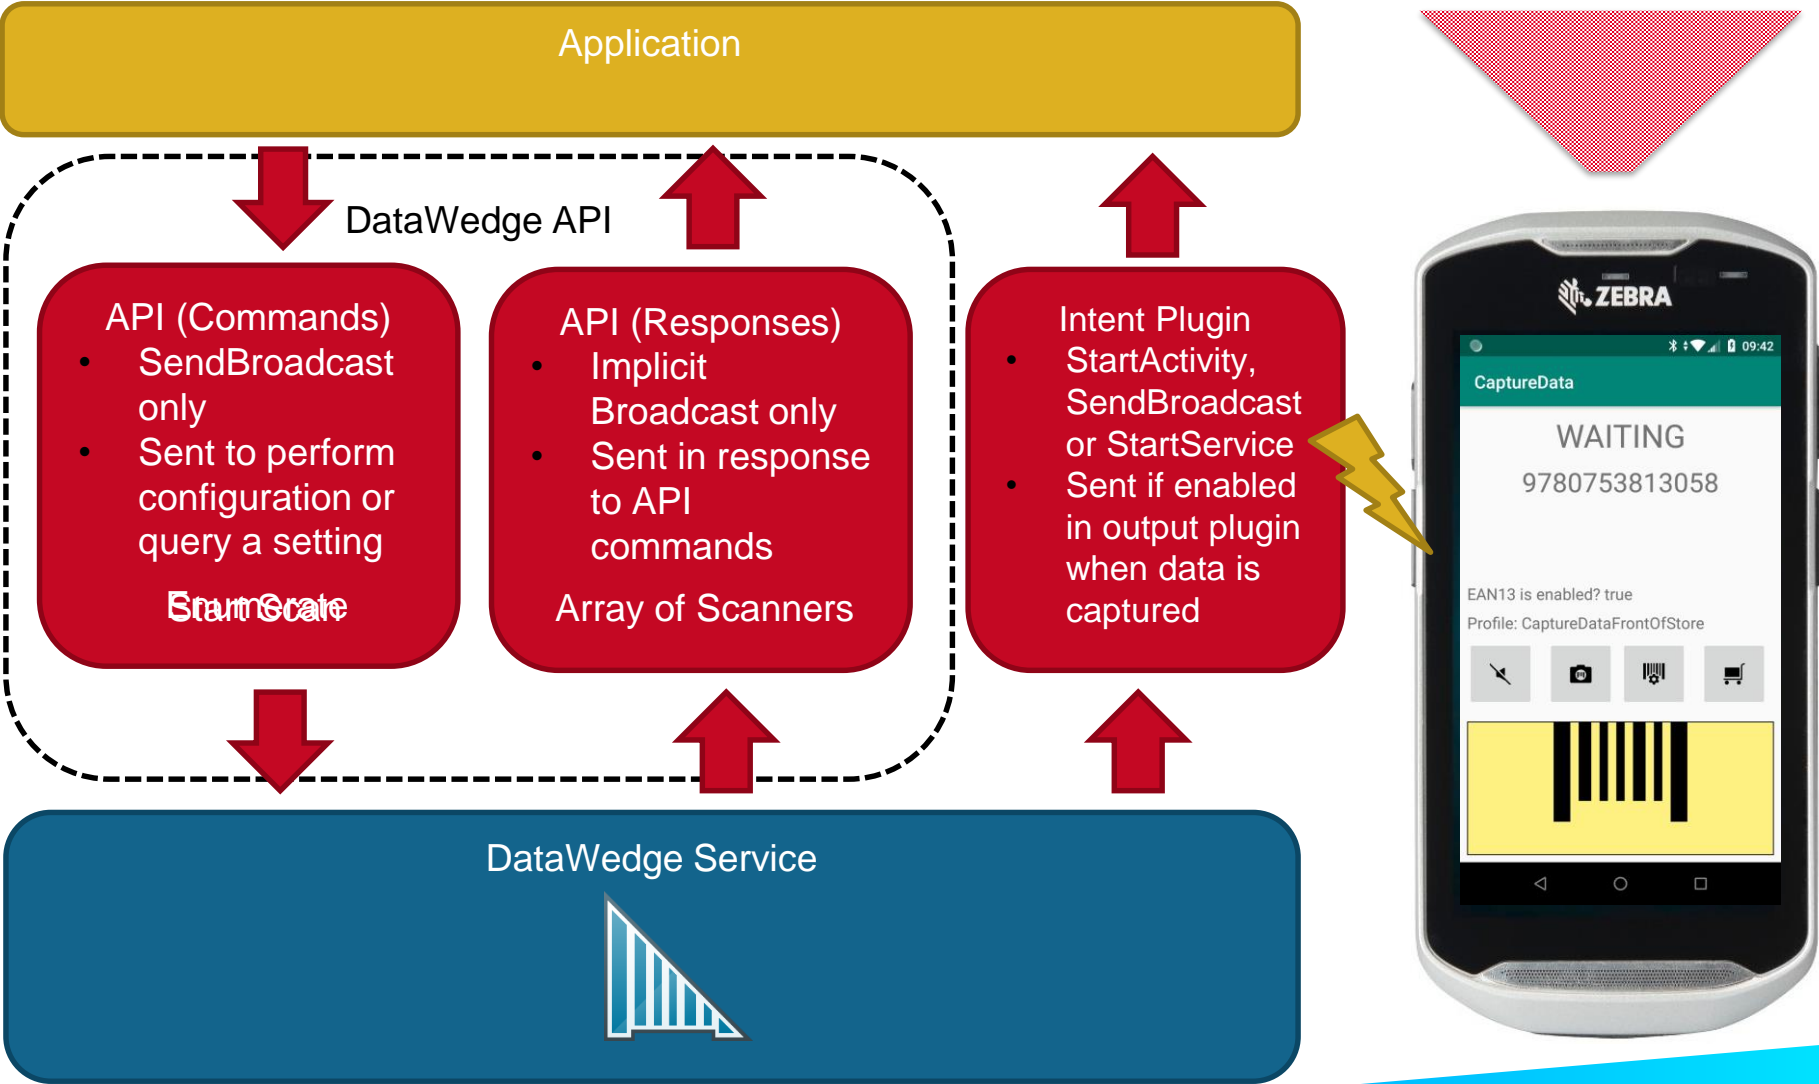 Application
DataWedge API
API (Commands)
• SendBroadcast
only
• Sent to perform
configuration or
query a setting
Enumerate
Start Scan
API (Responses)
• Implicit
Broadcast only
• Sent in response
to API
commands
Array of Scanners
Intent Plugin
• StartActivity,
SendBroadcast
or StartService
• Sent if enabled
in output plugin
when data is
captured
DataWedge Service
ZEBRA
09:42
CaptureData
WAITING
9780753813058
EAN13 is enabled? true
Profile: CaptureDataFrontOfStore